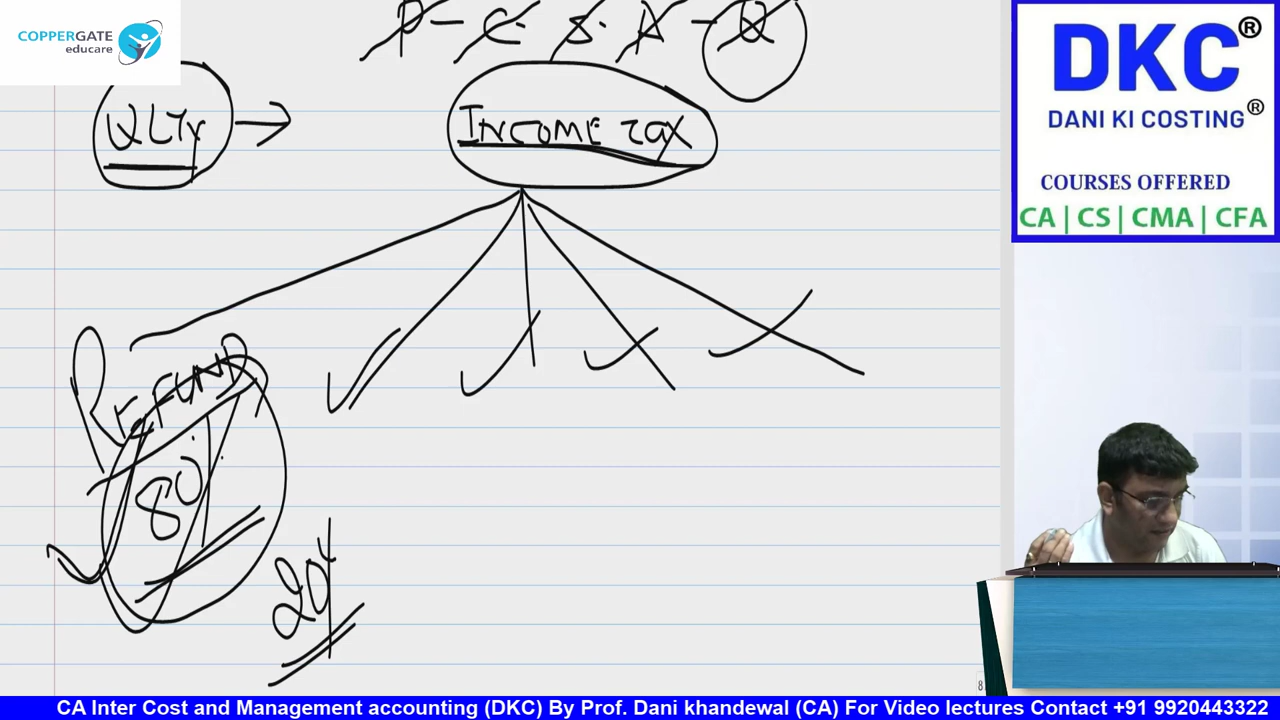 COPPERGATE
educare
P - C - S - A - Q
QLTY →
INCOME TAX
REFUND
80%
20%
DKC®
DANI KI COSTING®
COURSES OFFERED
CA | CS | CMA | CFA
8
CA Inter Cost and Management accounting (DKC) By Prof. Dani khandewal (CA) For Video lectures Contact +91 9920443322